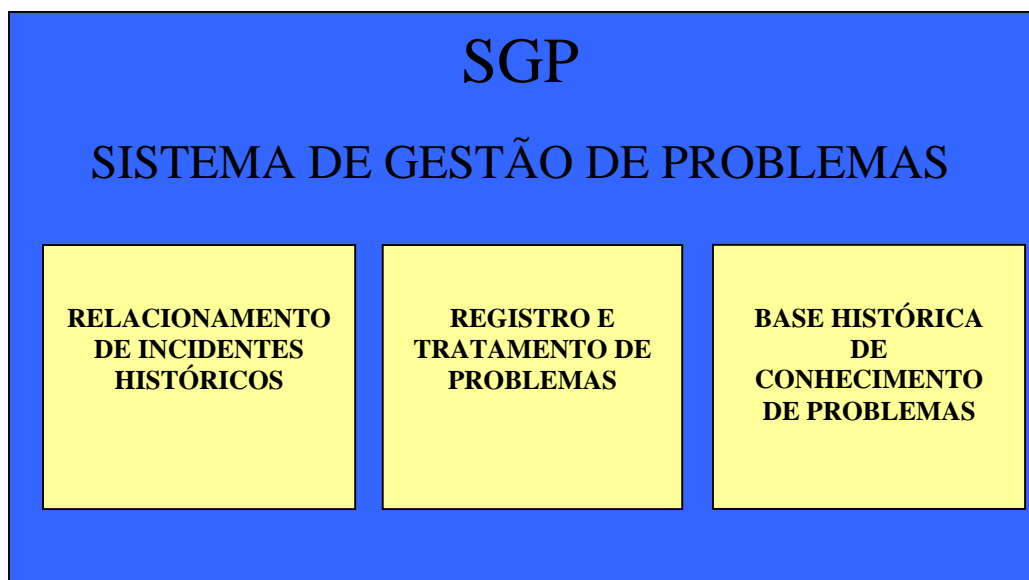 SGP
SISTEMA DE GESTÃO DE PROBLEMAS
RELACIONAMENTO
DE INCIDENTES
HISTÓRICOS
REGISTRO E
TRATAMENTO DE
PROBLEMAS
BASE HISTÓRICA
DE
CONHECIMENTO
DE PROBLEMAS